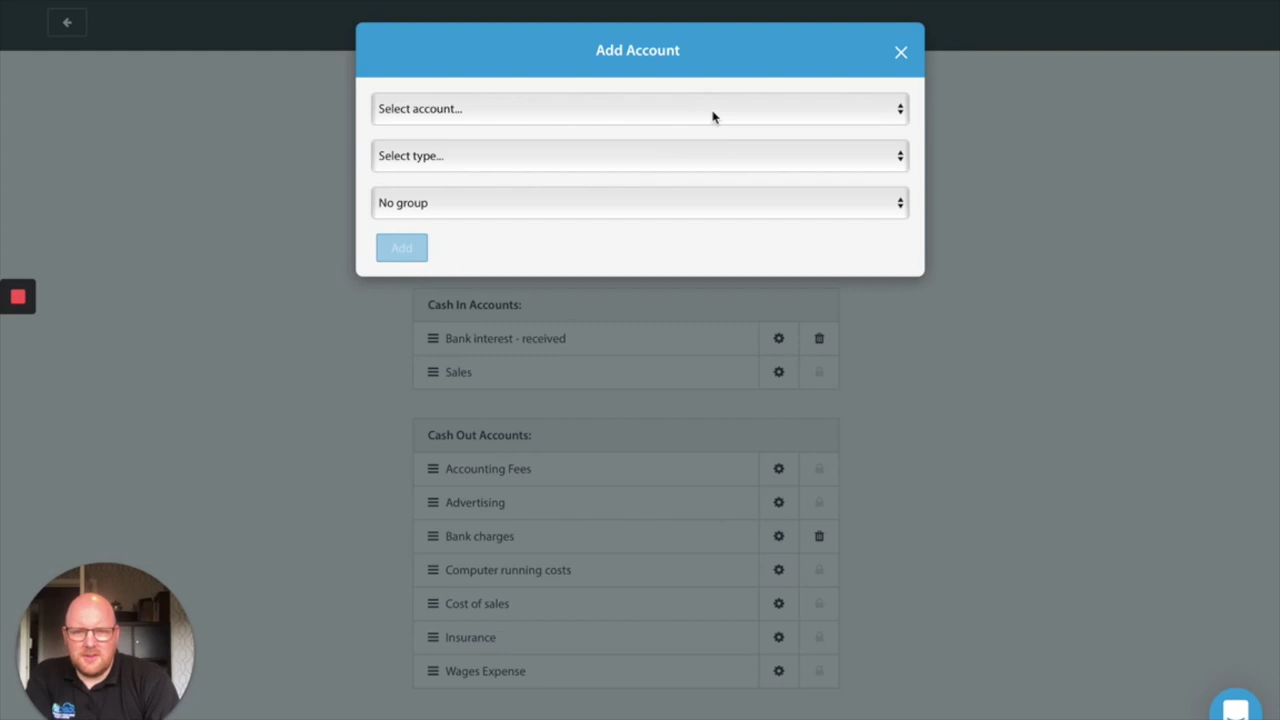 Add Account
Select account...
Select type...
No group
Add
Cash In Accounts:
Bank interest - received
Sales
Cash Out Accounts:
Accounting Fees
Advertising
Bank charges
Computer running costs
Cost of sales
Insurance
Wages Expense